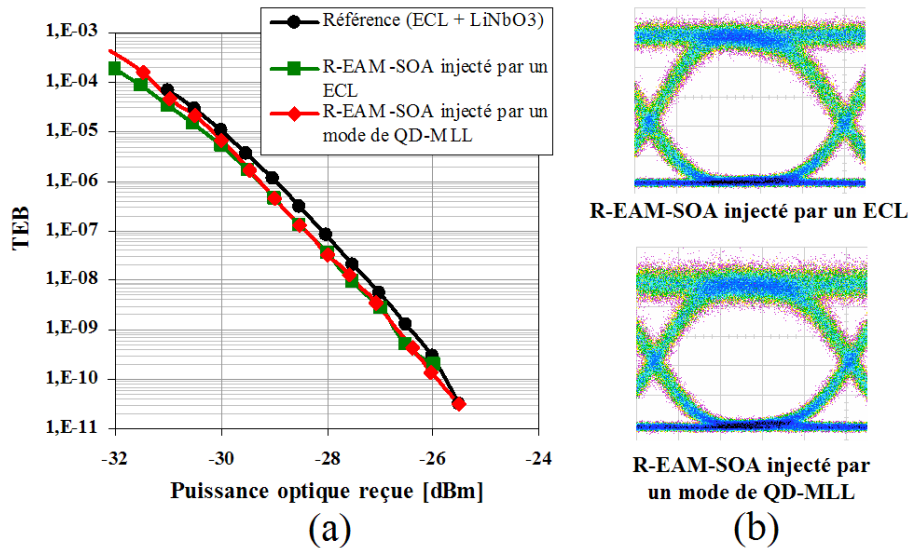 Référence (ECL + LiNbO3)
R-EAM-SOA injecté par un
ECL
R-EAM-SOA injecté par un
mode de QD-MLL
1,E-03
1,E-04
1,E-05
1,E-06
1,E-07
1,E-08
1,E-09
1,E-10
1,E-11
TEB
-32
-30
-28
-26
-24
Puissance optique reçue [dBm]
(a)
R-EAM-SOA injecté par un ECL
R-EAM-SOA injecté par
un mode de QD-MLL
(b)